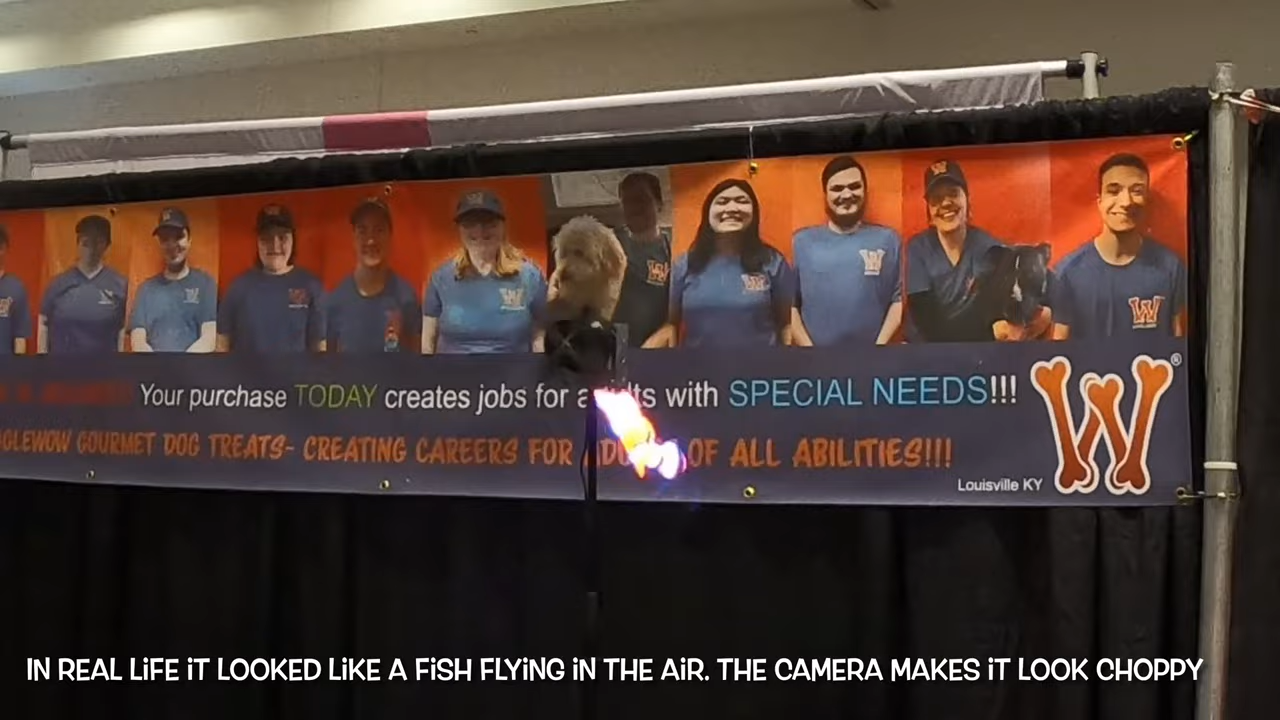 Your purchase TODAY creates jobs for adults with SPECIAL NEEDS!!!
GOURMET DOG TREATS- CREATING CAREERS FOR OF ALL ABILITIES!!!
W®
Louisville KY
IN REAL LIFE IT LOOKED LIKE A FISH FLYING IN THE AIR. THE CAMERA MAKES IT LOOK CHOPPY